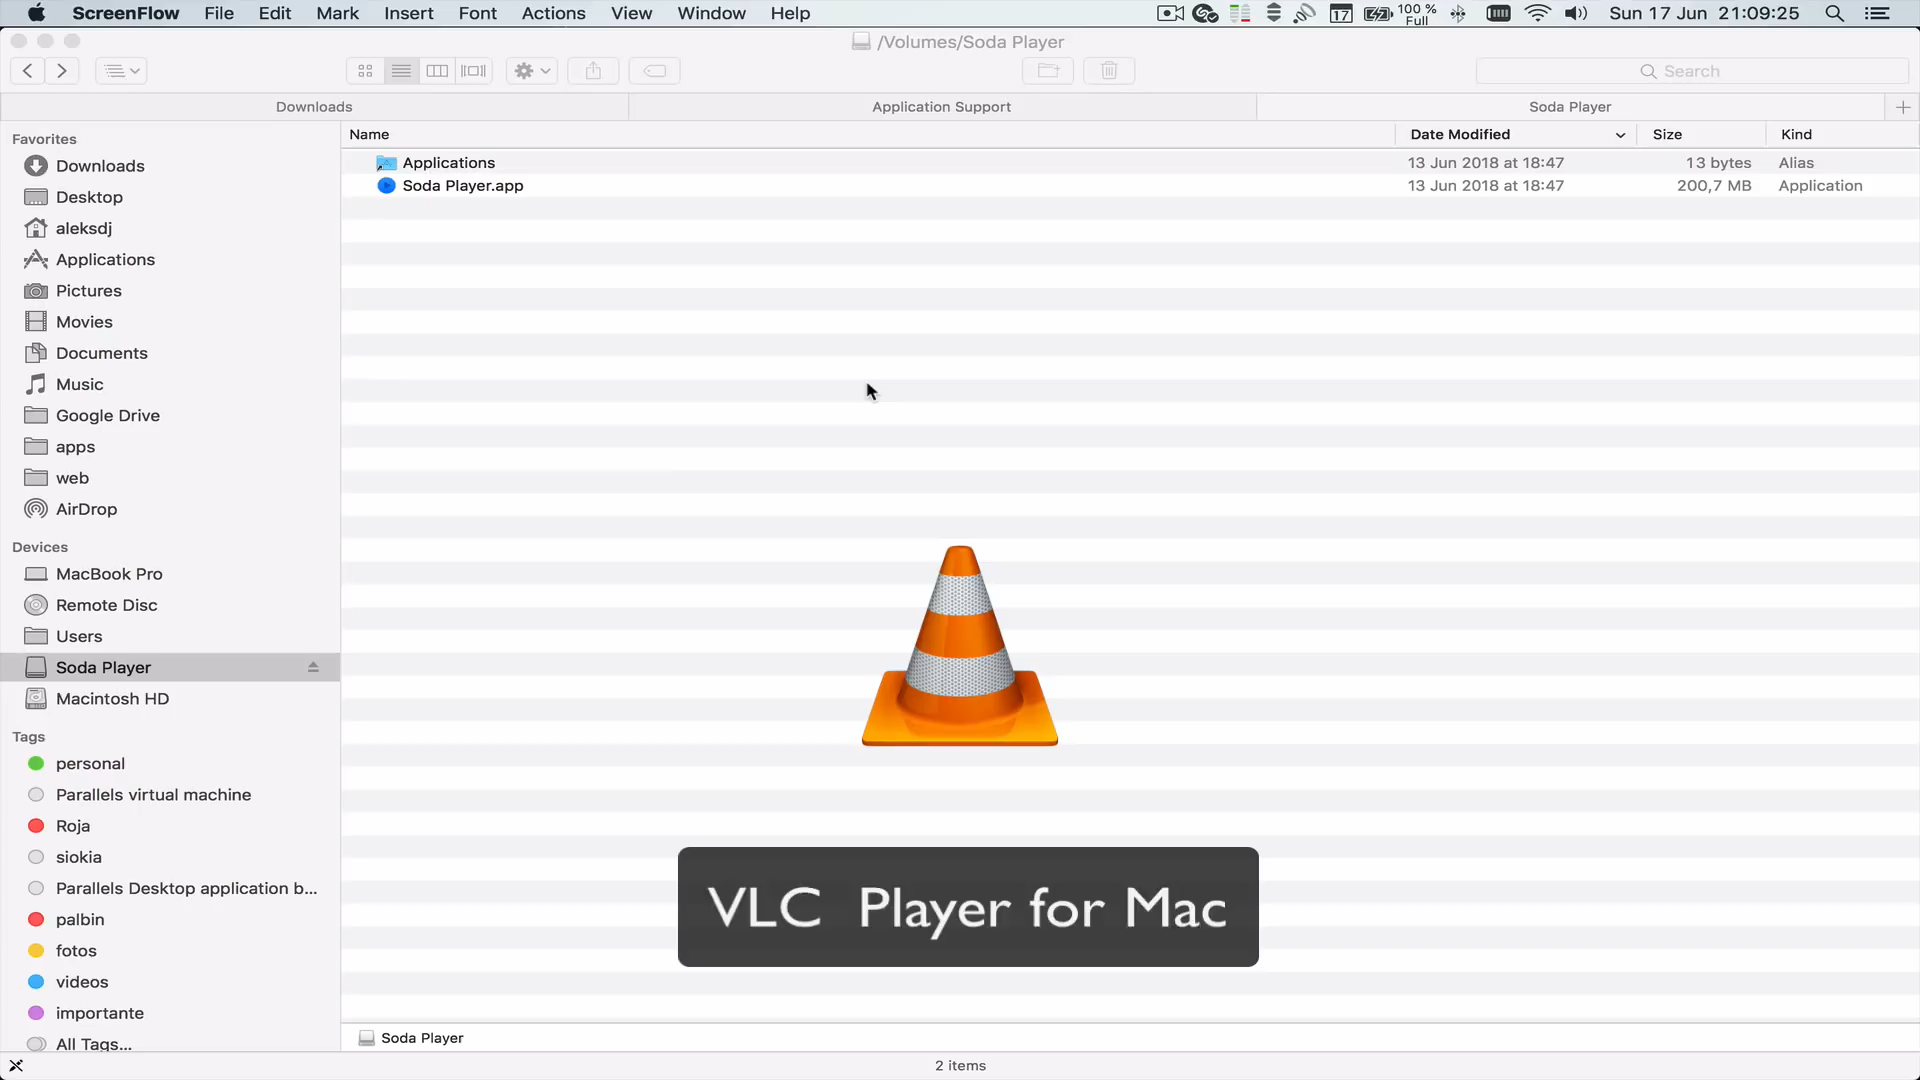 ScreenFlow File Edit Mark Insert Font Actions View Window Help 17 100 % Full Sun 17 Jun 21:09:25
/Volumes/Soda Player
Search
Downloads Application Support Soda Player
Favorites
Downloads
Desktop
aleksdj
Applications
Pictures
Movies
Documents
Music
Google Drive
apps
web
AirDrop
Devices
MacBook Pro
Remote Disc
Users
Soda Player
Macintosh HD
Tags
personal
Parallels virtual machine
Roja
siokia
Parallels Desktop application b...
palbin
fotos
videos
importante
All Tags...
Name Date Modified Size Kind
Applications 13 Jun 2018 at 18:47 13 bytes Alias
Soda Player.app 13 Jun 2018 at 18:47 200,7 MB Application
VLC Player for Mac
Soda Player
2 items